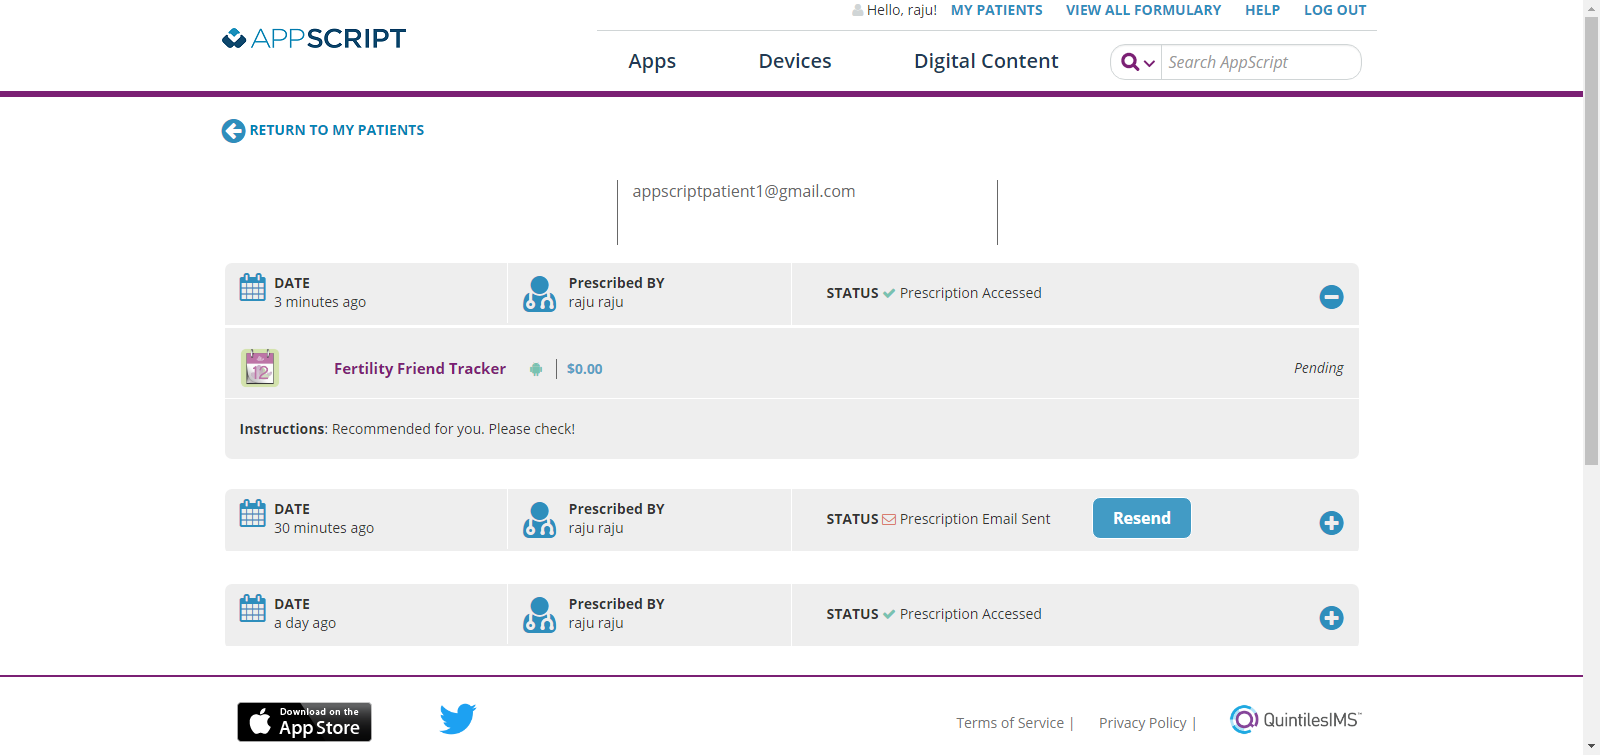 Hello, raju! MY PATIENTS VIEW ALL FORMULARY HELP LOG OUT
APPSCRIPT
Apps Devices Digital Content Search AppScript
RETURN TO MY PATIENTS
appscriptpatient1@gmail.com
DATE
3 minutes ago
Prescribed BY
raju raju
STATUS Prescription Accessed
12
Fertility Friend Tracker $0.00 Pending
Instructions: Recommended for you. Please check!
DATE
30 minutes ago
Prescribed BY
raju raju
STATUS Prescription Email Sent Resend
DATE
a day ago
Prescribed BY
raju raju
STATUS Prescription Accessed
Download on the
App Store
Terms of Service | Privacy Policy | QuintilesIMS™